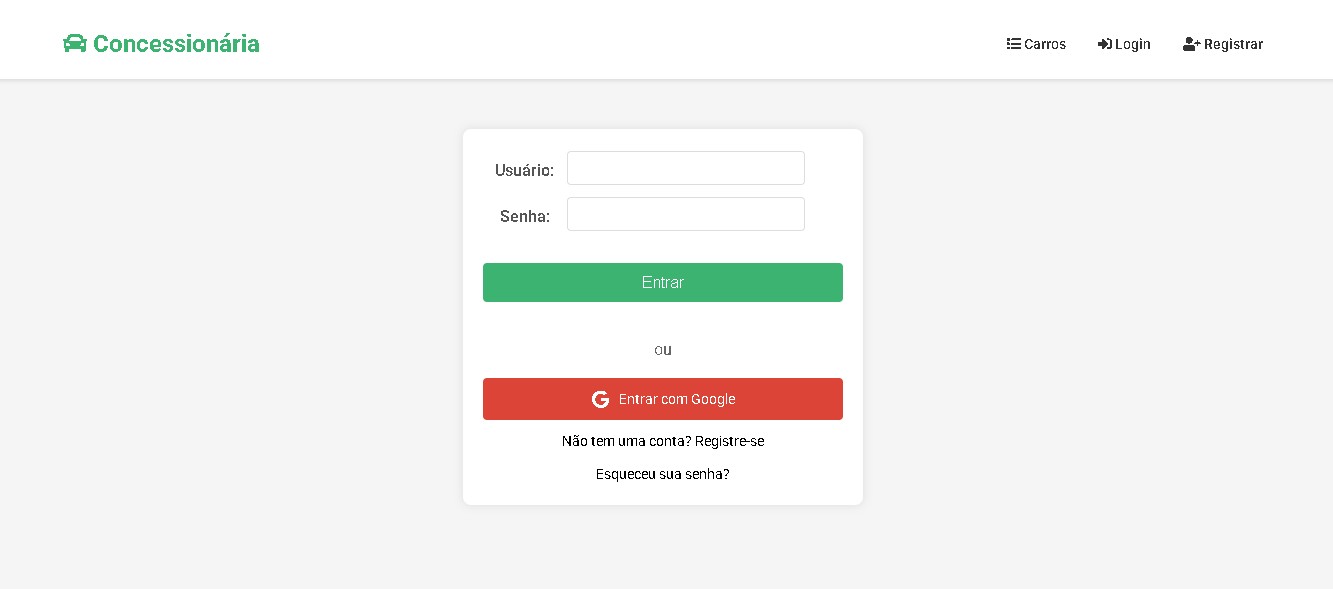 Concessionária
Carros Login Registrar
Usuário:
Senha:
Entrar
ou
Entrar com Google
Não tem uma conta? Registre-se
Esqueceu sua senha?